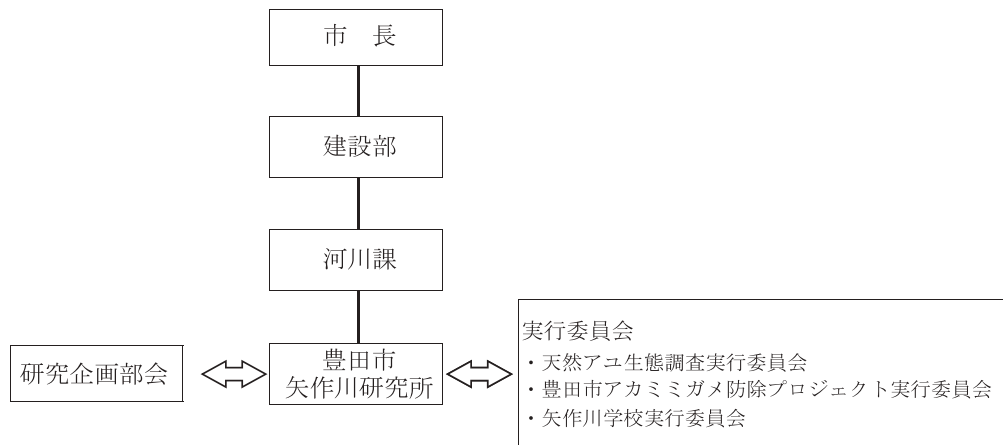 市　長
建設部
河川課
研究企画部会
豊田市
矢作川研究所
実行委員会
・天然アユ生態調査実行委員会
・豊田市アカミミガメ防除プロジェクト実行委員会
・矢作川学校実行委員会